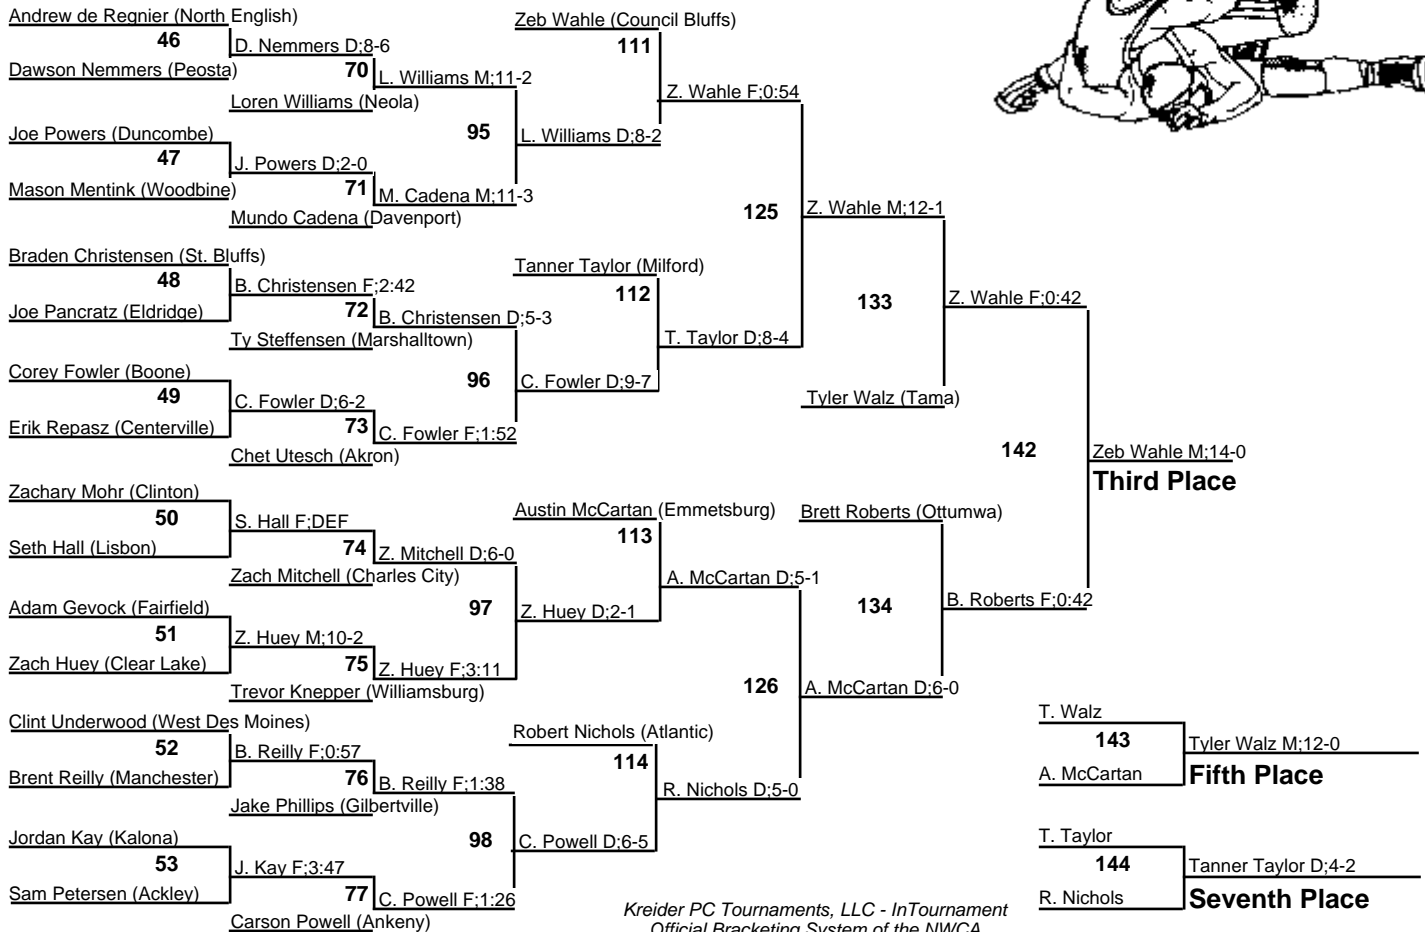 Andrew de Regnier (North English)
46
D. Nemmers D;8-6
Dawson Nemmers (Peosta)
70
L. Williams M;11-2
Loren Williams (Neola)
Joe Powers (Duncombe)
95
47
J. Powers D;2-0
Mason Mentink (Woodbine)
71
M. Cadena M;11-3
Mundo Cadena (Davenport)
Braden Christensen (St. Bluffs)
48
B. Christensen F;2:42
Joe Pancratz (Eldridge)
72
B. Christensen D;5-3
Ty Steffensen (Marshalltown)
Corey Fowler (Boone)
96
49
C. Fowler D;6-2
Erik Repasz (Centerville)
73
C. Fowler F;1:52
Chet Utesch (Akron)
Zachary Mohr (Clinton)
50
S. Hall F;DEF
Seth Hall (Lisbon)
74
Z. Mitchell D;6-0
Zach Mitchell (Charles City)
Adam Gevock (Fairfield)
97
51
Z. Huey M;10-2
Zach Huey (Clear Lake)
75
Z. Huey F;3:11
Trevor Knepper (Williamsburg)
Clint Underwood (West Des Moines)
52
B. Reilly F;0:57
Brent Reilly (Manchester)
76
B. Reilly F;1:38
Jake Phillips (Gilbertville)
Jordan Kay (Kalona)
98
53
J. Kay F;3:47
Sam Petersen (Ackley)
77
C. Powell F;1:26
Carson Powell (Ankeny)
Zeb Wahle (Council Bluffs)
111
Z. Wahle F;0:54
L. Williams D;8-2
125
Z. Wahle M;12-1
Tanner Taylor (Milford)
112
T. Taylor D;8-4
C. Fowler D;9-7
133
Z. Wahle F;0:42
Tyler Walz (Tama)
142
Zeb Wahle M;14-0
Third Place
Austin McCartan (Emmetsburg)
113
A. McCartan D;5-1
Z. Huey D;2-1
Brett Roberts (Ottumwa)
134
B. Roberts F;0:42
126
A. McCartan D;6-0
Robert Nichols (Atlantic)
114
R. Nichols D;5-0
C. Powell D;6-5
T. Walz
143
Tyler Walz M;12-0
A. McCartan
Fifth Place
T. Taylor
144
Tanner Taylor D;4-2
R. Nichols
Seventh Place
Kreider PC Tournaments, LLC - InTournament
Official Bracketing System of the NWCA